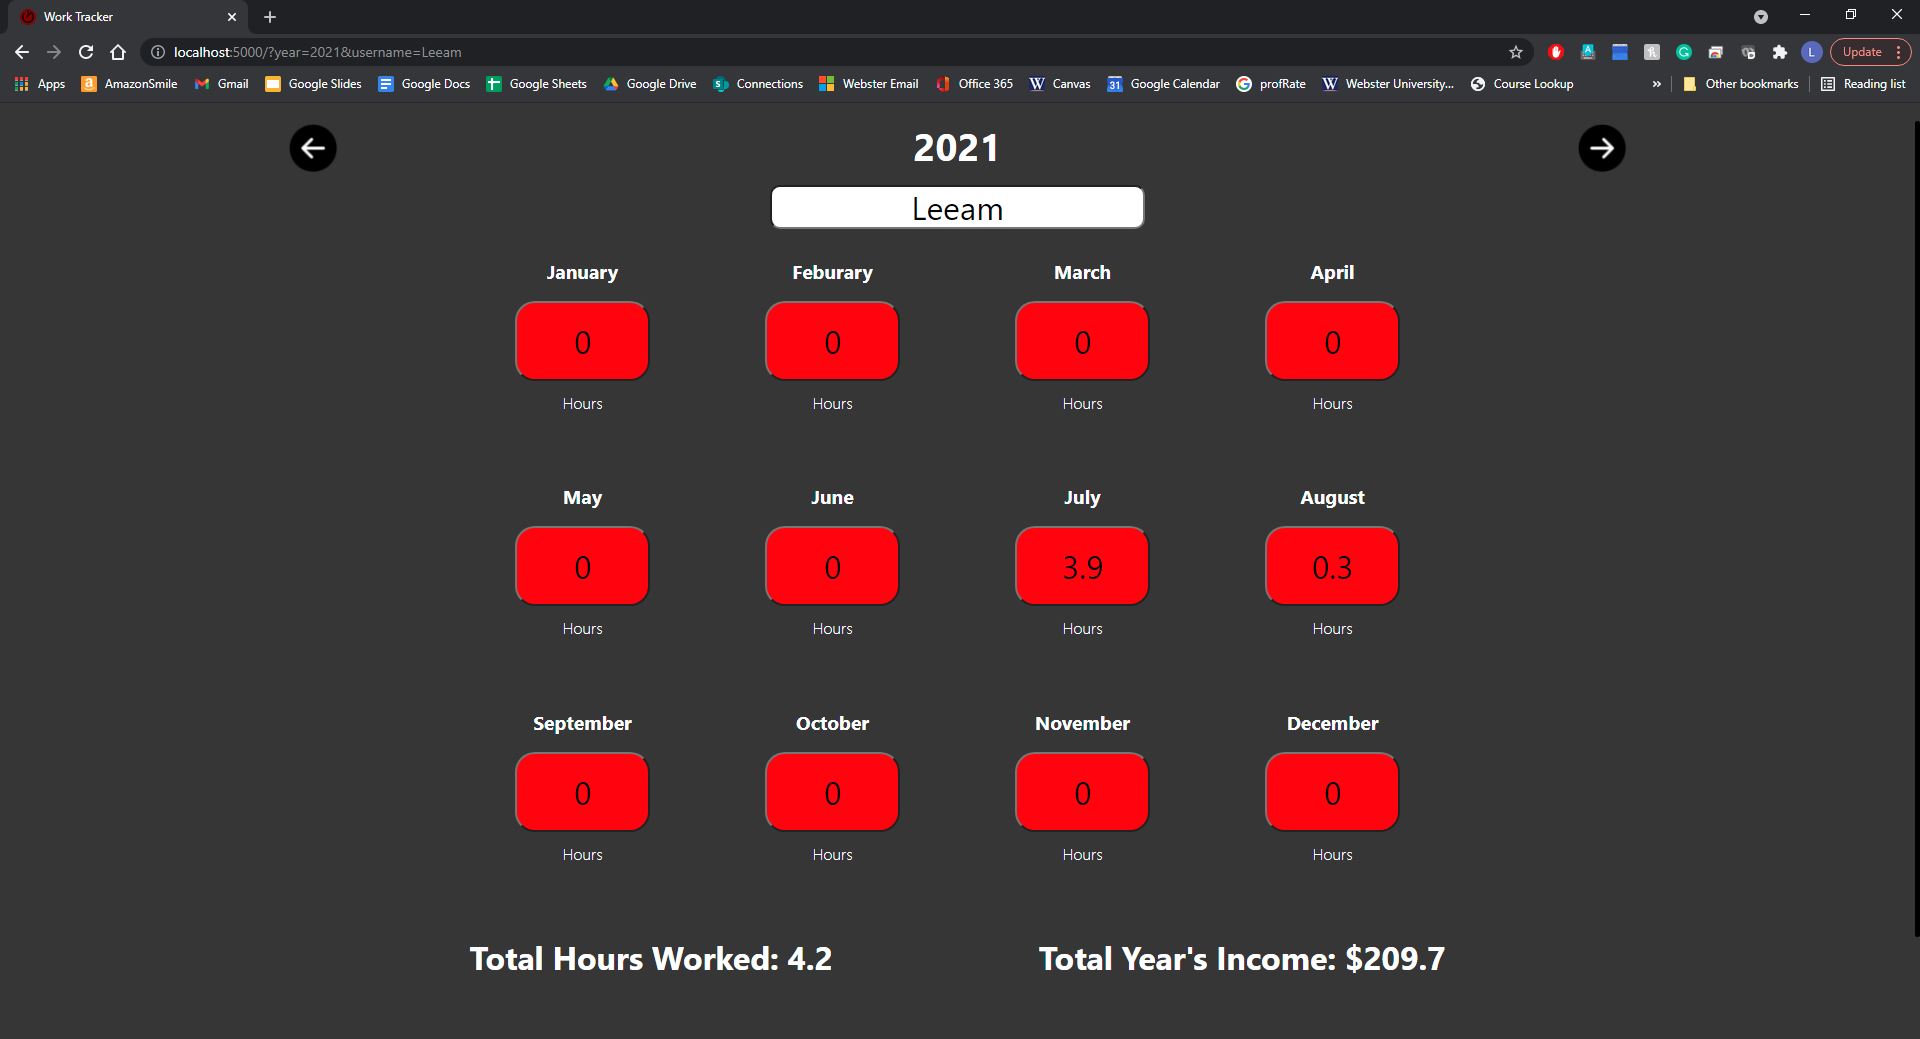 Work Tracker
localhost:5000/?year=2021&username=Leeam
L
Update
Apps
AmazonSmile
Gmail
Google Slides
Google Docs
Google Sheets
Google Drive
Connections
Webster Email
Office 365
Canvas
31 Google Calendar
profRate
Webster University...
Course Lookup
»
Other bookmarks
Reading list
2021
Leeam
January Feburary March April
0 0 0 0
Hours Hours Hours Hours
May June July August
0 0 3.9 0.3
Hours Hours Hours Hours
September October November December
0 0 0 0
Hours Hours Hours Hours
Total Hours Worked: 4.2 Total Year's Income: $209.7